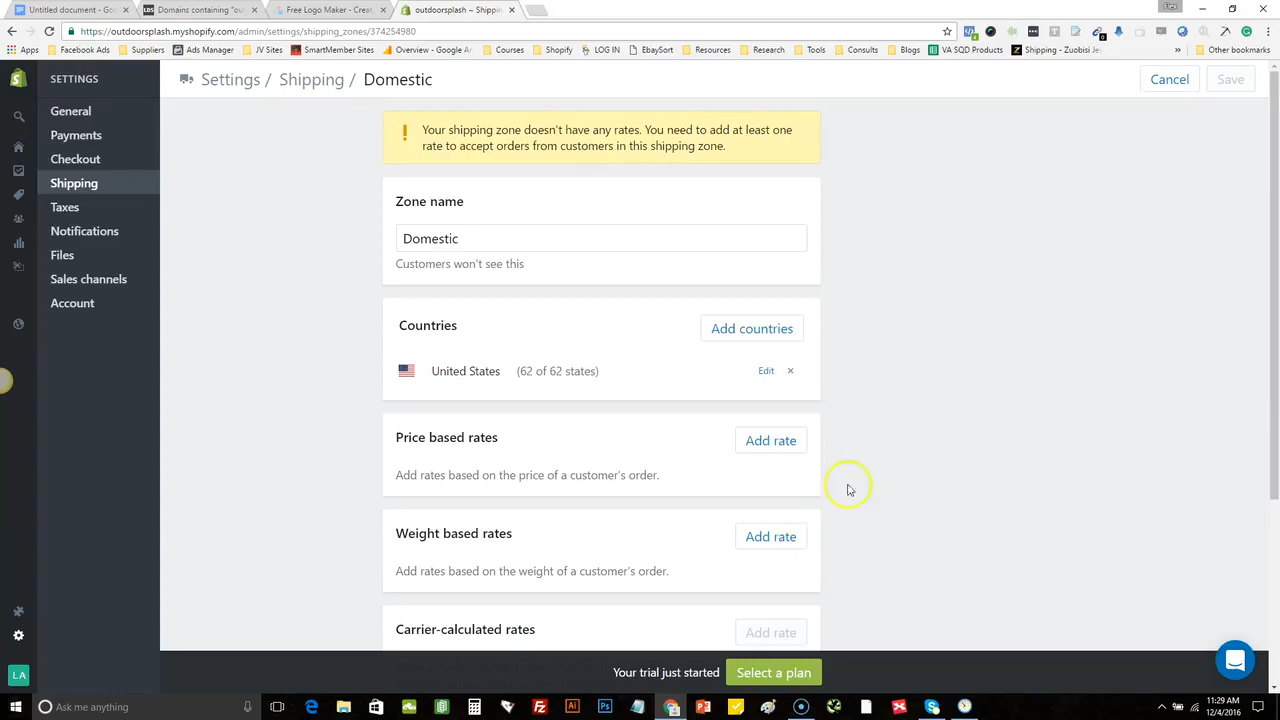 Untitled document - Goo
Domains containing "out
Free Logo Maker - Creat
outdoorsplash ~ Shippin
https://outdoorsplash.myshopify.com/admin/settings/shipping_zones/374254980
Apps
Facebook Ads
Suppliers
Ads Manager
JV Sites
SmartMember Sites
Overview - Google An
Courses
Shopify
LOG IN
EbaySort
Resources
Research
Tools
Consults
Blogs
VA SQD Products
Shipping - Zuobisi Je
»
Other bookmarks
SETTINGS
Settings / Shipping / Domestic
Cancel
Save
General
Payments
Checkout
Shipping
Taxes
Notifications
Files
Sales channels
Account
LA
Your shipping zone doesn't have any rates. You need to add at least one
rate to accept orders from customers in this shipping zone.
Zone name
Domestic
Customers won't see this
Countries
Add countries
United States (62 of 62 states)
Edit ×
Price based rates
Add rate
Add rates based on the price of a customer's order.
Weight based rates
Add rate
Add rates based on the weight of a customer's order.
Carrier-calculated rates
Add rate
Your trial just started
Select a plan
Ask me anything
11:29 AM
12/4/2016